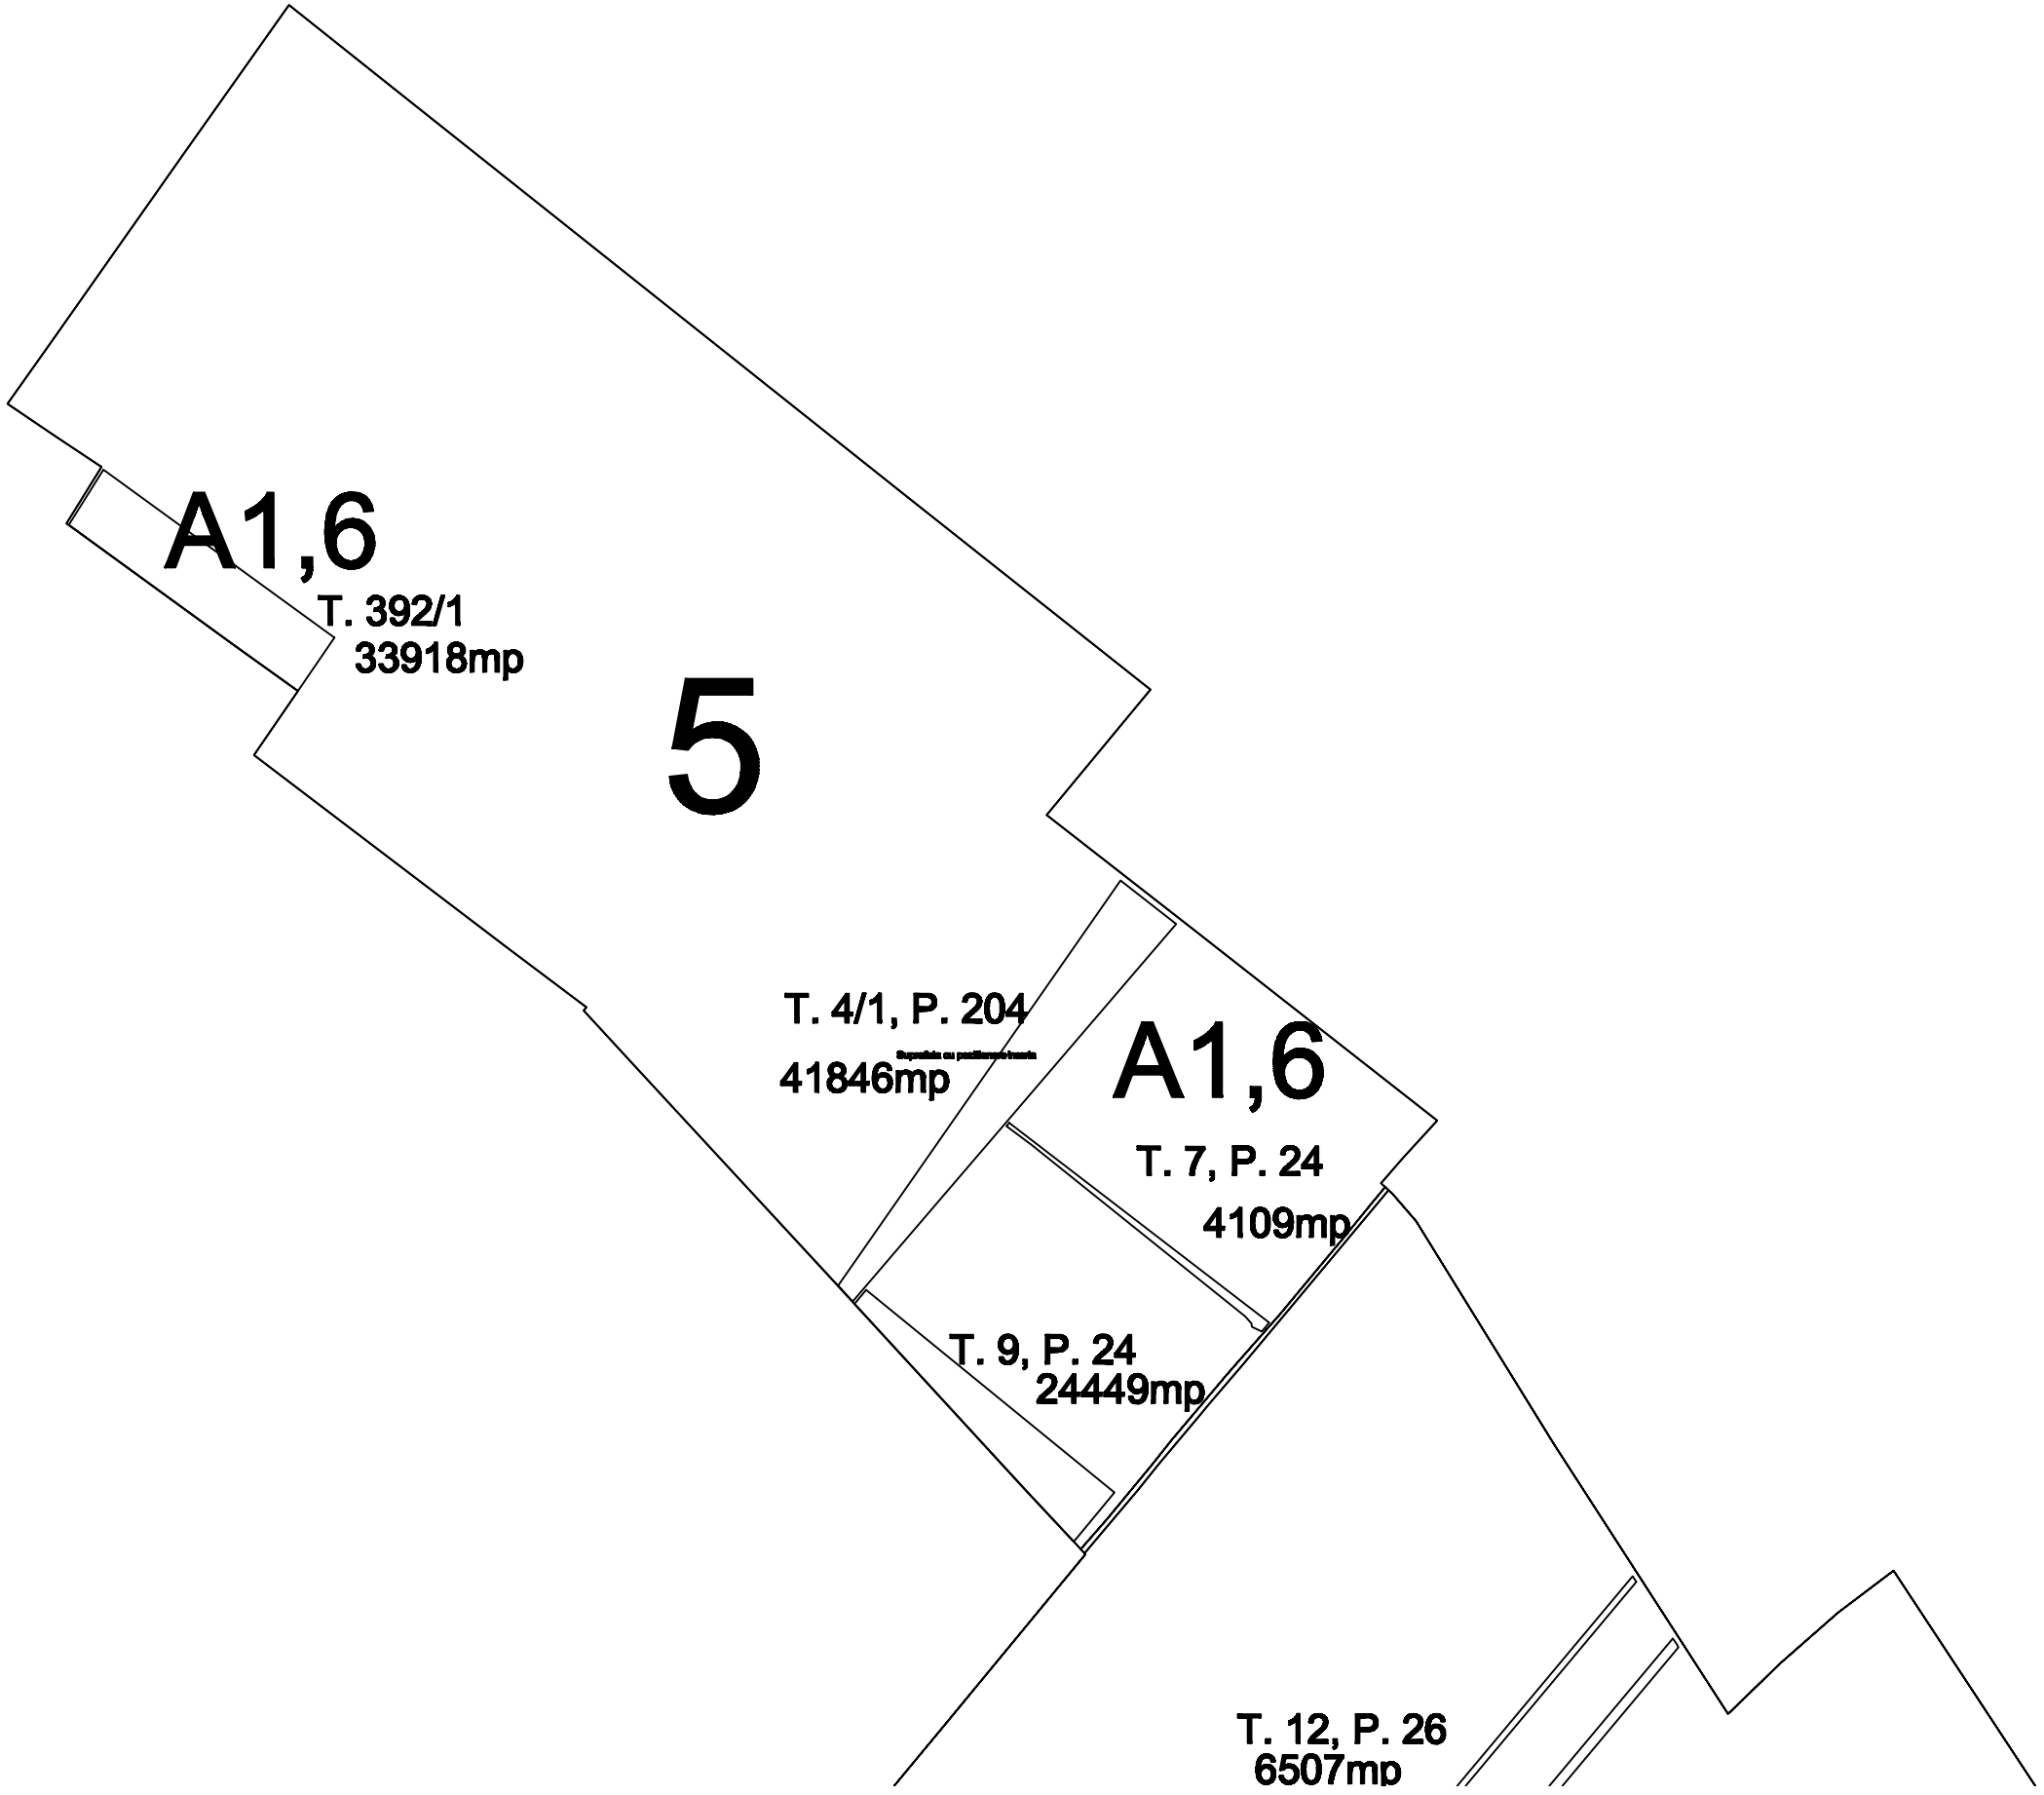 A1,6
T. 392/1
33918mp
5
T. 4/1, P. 204
41846mp
A1,6
T. 7, P. 24
4109mp
T. 9, P. 24
24449mp
T. 12, P. 26
6507mp